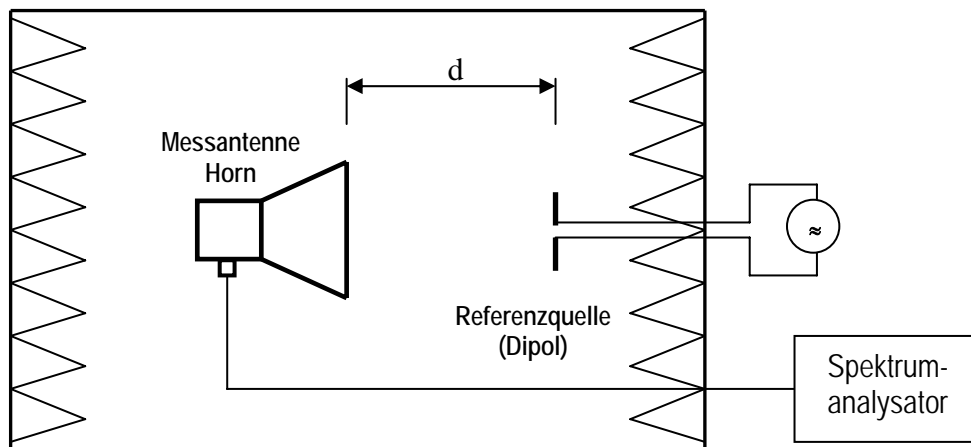 d
Messantenne
Horn
≈
Referenzquelle
(Dipol)
Spektrum-
analysator